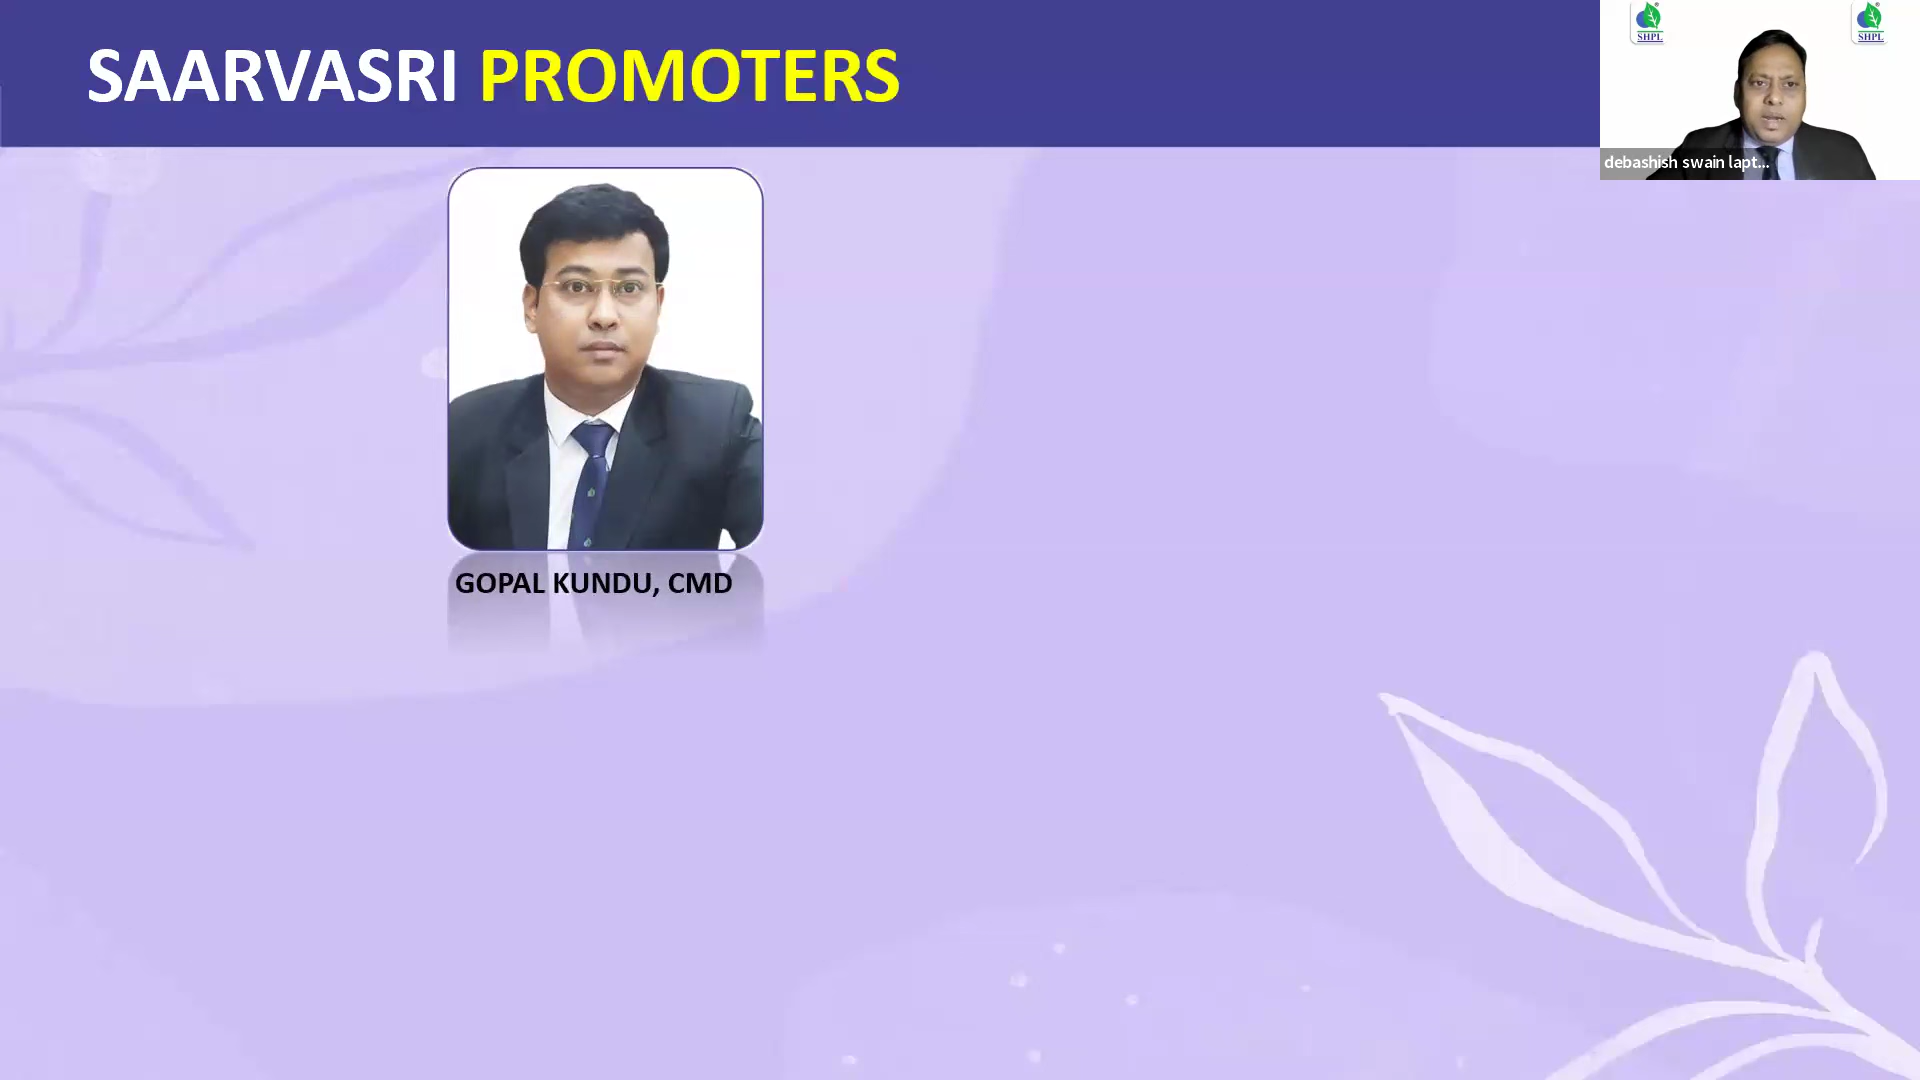 SAARVASRI PROMOTERS
SHPL
SHPL
debashish swain lapt...
GOPAL KUNDU, CMD